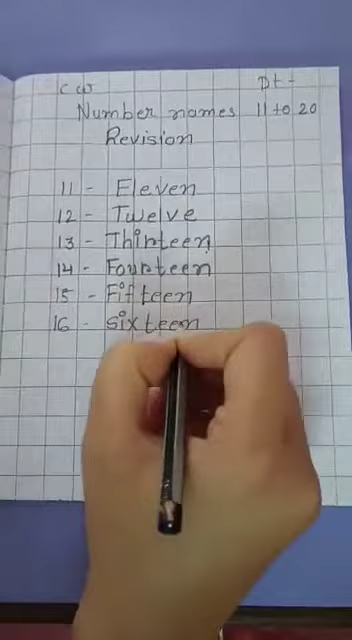 CW Dt -
Number names 11 to 20
Revision
11 - Eleven
12 - Twelve
13 - Thirteen
14 - Fourteen
15 - Fifteen
16 - Sixteen